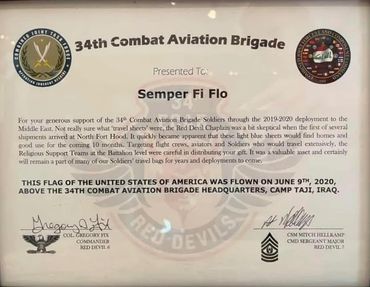 34th Combat Aviation Brigade
Presented To:
Semper Fi Flo
For your generous support of the 34th Combat Aviation Brigade Soldiers through the 2019-2020 deployment to the
Middle East. Not really sure what 'travel sheets' were, the Red Devil Chaplain was a bit skeptical when the first of several
shipments arrived at North Fort Hood. It quickly became apparent that these light blue sheets would find homes and
good use for the coming 10 months. Targeting flight crews, aviators and Soldiers who would travel extensively, the
Religious Support Teams at the Battalion level were careful in distributing your gift. It was a valuable asset and certainly
will remain a part of many of our Soldiers' travel bags for years and deployments to come.
34
THIS FLAG OF THE UNITED STATES OF AMERICA WAS FLOWN ON JUNE 9TH, 2020,
ABOVE THE 34TH COMBAT AVIATION BRIGADE HEADQUARTERS, CAMP TAJI, IRAQ.
RED DEVILS
COL. GREGORY FIX
COMMANDER
RED DEVIL 6
CSM MITCH HELLKAMP
CMD SERGEANT MAJOR
RED DEVIL 7